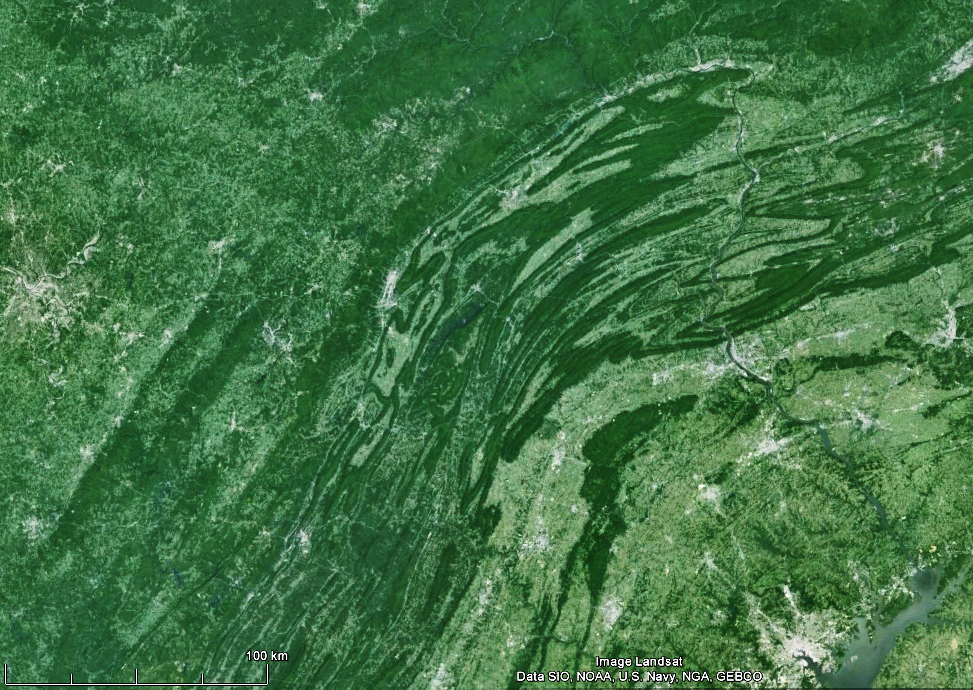 100 km
Image Landsat
Data SIO, NOAA, U.S. Navy, NGA, GEBCO